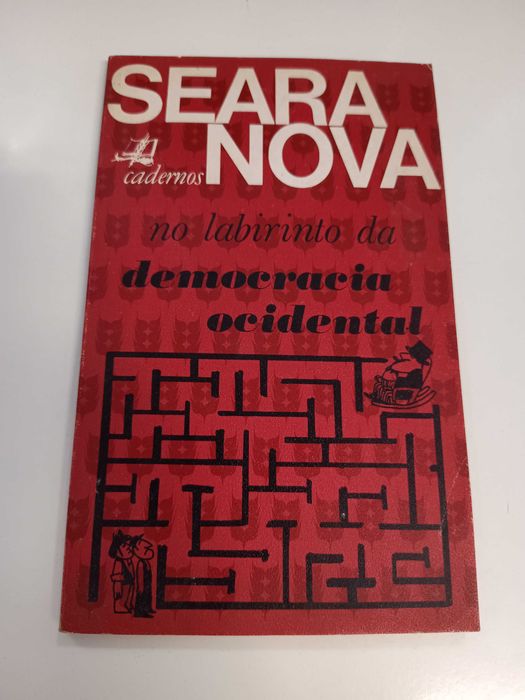 SEARA
cadernos NOVA
no labirinto da
democracia
ocidental